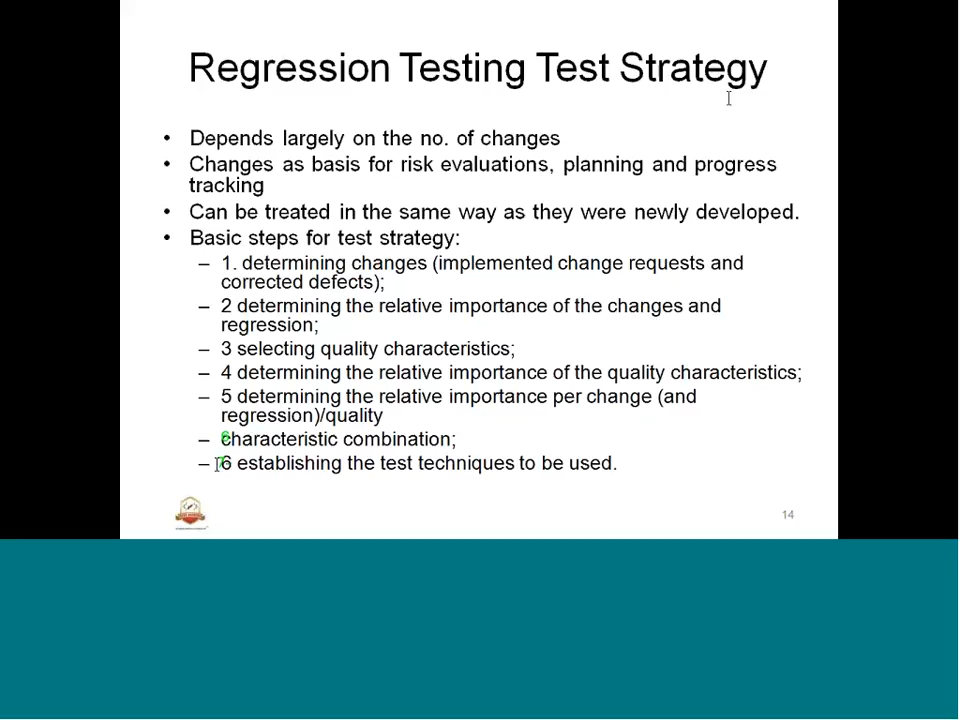 Regression Testing Test Strategy
• Depends largely on the no. of changes
• Changes as basis for risk evaluations, planning and progress
tracking
• Can be treated in the same way as they were newly developed.
• Basic steps for test strategy:
– 1. determining changes (implemented change requests and
corrected defects);
– 2 determining the relative importance of the changes and
regression;
– 3 selecting quality characteristics;
– 4 determining the relative importance of the quality characteristics;
– 5 determining the relative importance per change (and
regression)/quality
– characteristic combination;
– 6 establishing the test techniques to be used.
14